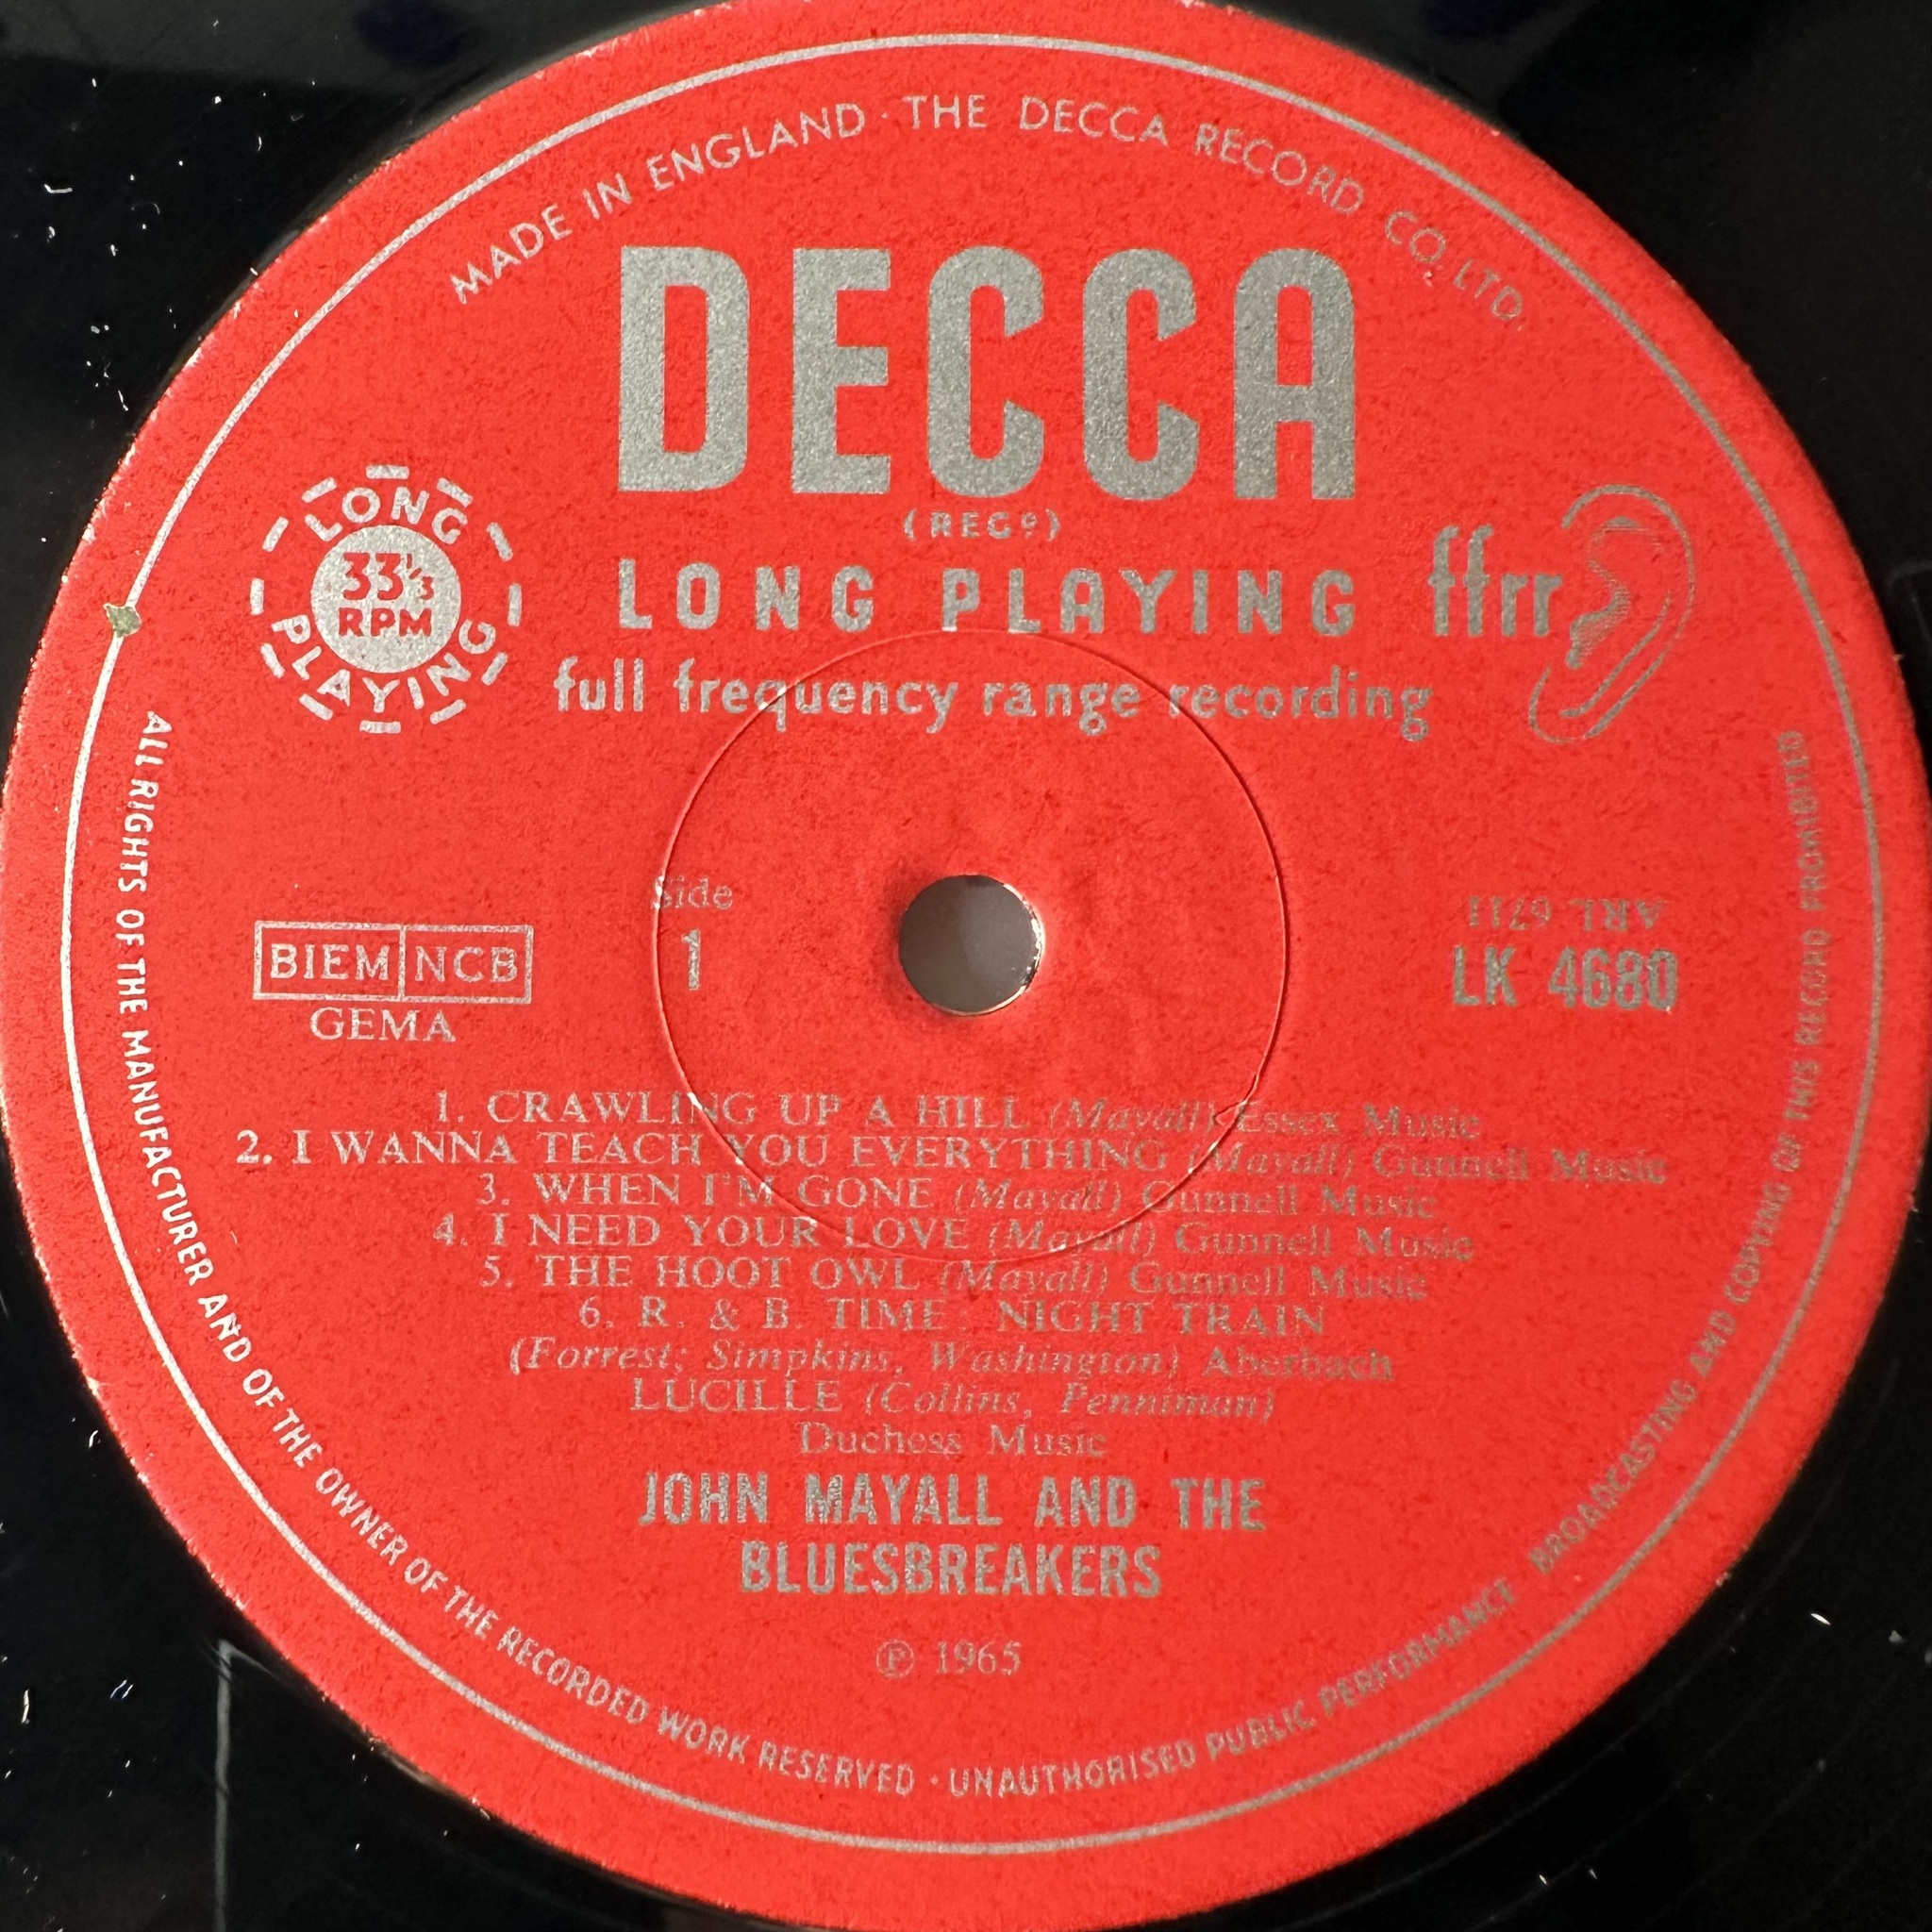 MADE IN ENGLAND · THE DECCA RECORD CO. LTD.
DECCA
(REGᴰ)
LONG PLAYING
ffrr
LONG
33⅓
RPM
PLAYING
full frequency range recording
Side
1
BIEM NCB
GEMA
ARL 6711
LK 4680
1. CRAWLING UP A HILL (Mayall) Essex Music
2. I WANNA TEACH YOU EVERYTHING (Mayall) Gunnell Music
3. WHEN I'M GONE (Mayall) Gunnell Music
4. I NEED YOUR LOVE (Mayall) Gunnell Music
5. THE HOOT OWL (Mayall) Gunnell Music
6. R. & B. TIME: NIGHT TRAIN
(Forrest; Simpkins, Washington) Aberbach
LUCILLE (Collins, Penniman)
Duchess Music
JOHN MAYALL AND THE
BLUESBREAKERS
Ⓟ 1965
ALL RIGHTS OF THE MANUFACTURER AND OF THE OWNER OF THE RECORDED WORK RESERVED · UNAUTHORISED PUBLIC PERFORMANCE BROADCASTING AND COPYING OF THIS RECORD PROHIBITED